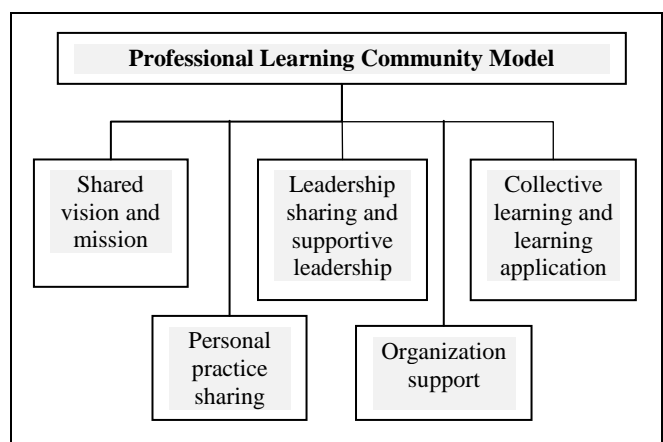 Professional Learning Community Model
Shared
vision and
mission
Leadership
sharing and
supportive
leadership
Collective
learning and
learning
application
Personal
practice
sharing
Organization
support